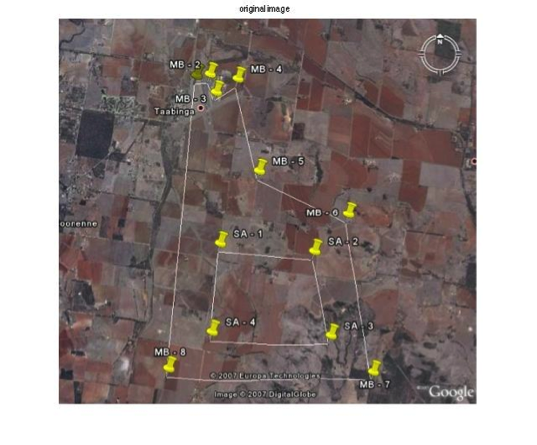 original image
N
MB - 2
MB - 4
MB - 3
Taabinga
MB - 5
MB - 6
oorenne
SA - 1
SA - 2
SA - 4
SA - 3
MB - 8
© 2007 Europa Technologies
MB - 7
Image © 2007 DigitalGlobe
Google